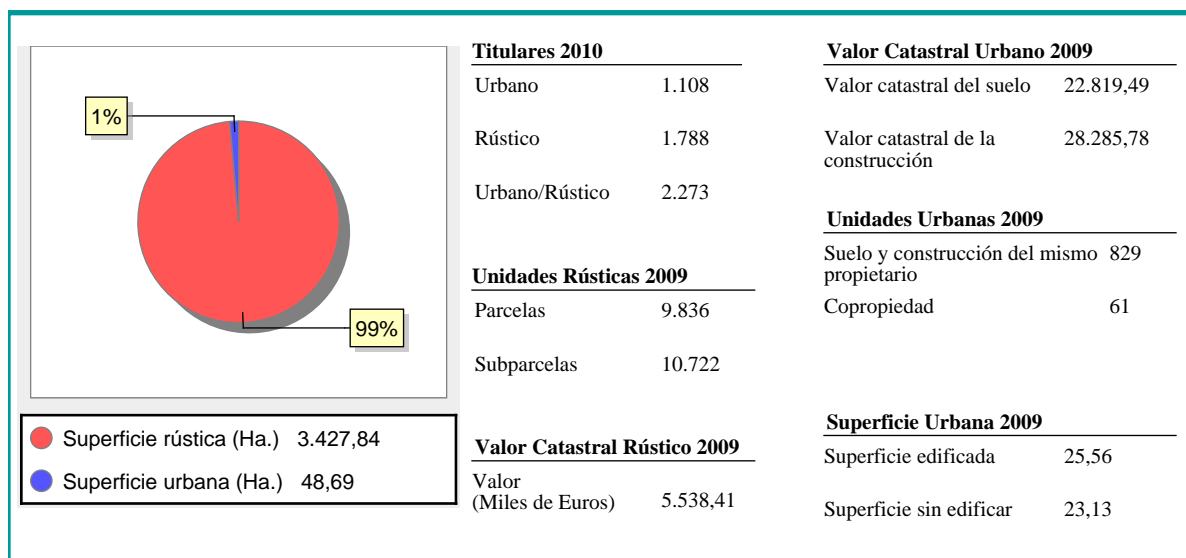 1%
99%
Superficie rústica (Ha.) 3.427,84
Superficie urbana (Ha.) 48,69
Titulares 2010
Urbano 1.108
Rústico 1.788
Urbano/Rústico 2.273
Unidades Rústicas 2009
Parcelas 9.836
Subparcelas 10.722
Valor Catastral Rústico 2009
Valor
(Miles de Euros) 5.538,41
Valor Catastral Urbano 2009
Valor catastral del suelo 22.819,49
Valor catastral de la 28.285,78
construcción
Unidades Urbanas 2009
Suelo y construcción del mismo 829
propietario
Copropiedad 61
Superficie Urbana 2009
Superficie edificada 25,56
Superficie sin edificar 23,13